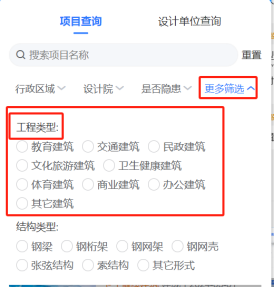 项目查询 设计单位查询
搜索项目名称 重置
行政区域 设计院 是否隐患 更多筛选
工程类型:
教育建筑 交通建筑 民政建筑
文化旅游建筑 卫生健康建筑
体育建筑 商业建筑 办公建筑
其它建筑
结构类型:
钢梁 钢桁架 钢网架 钢网壳
张弦结构 索结构 其它形式